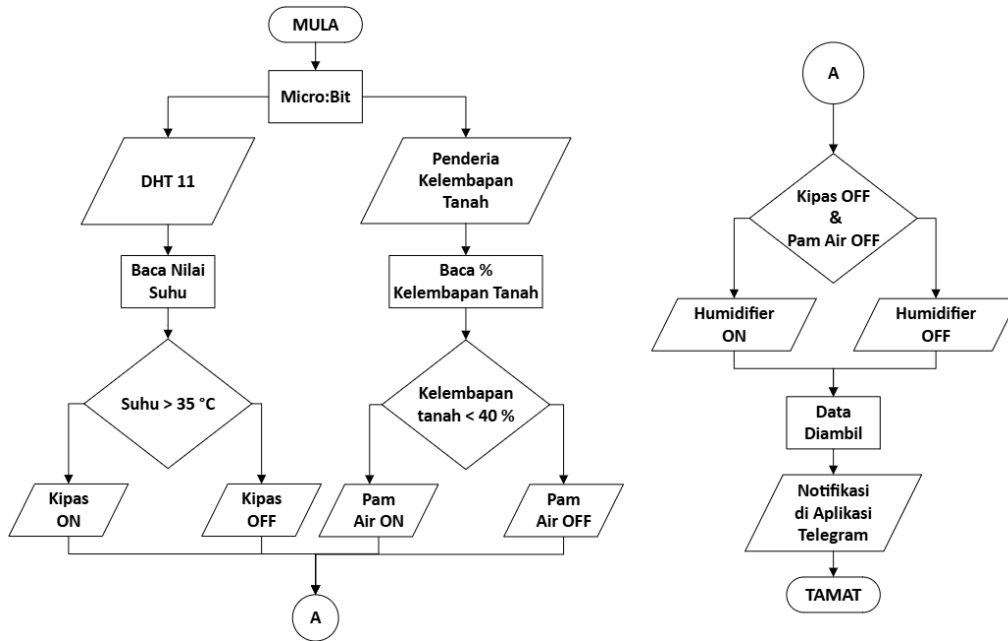 MULA
Micro:Bit
DHT 11
Penderia
Kelembapan
Tanah
Baca Nilai
Suhu
Baca %
Kelembapan Tanah
Suhu > 35 °C
Kelembapan
tanah < 40 %
Kipas
ON
Kipas
OFF
Pam
Air ON
Pam
Air OFF
A
A
Kipas OFF
&
Pam Air OFF
Humidifier
ON
Humidifier
OFF
Data
Diambil
Notifikasi
di Aplikasi
Telegram
TAMAT